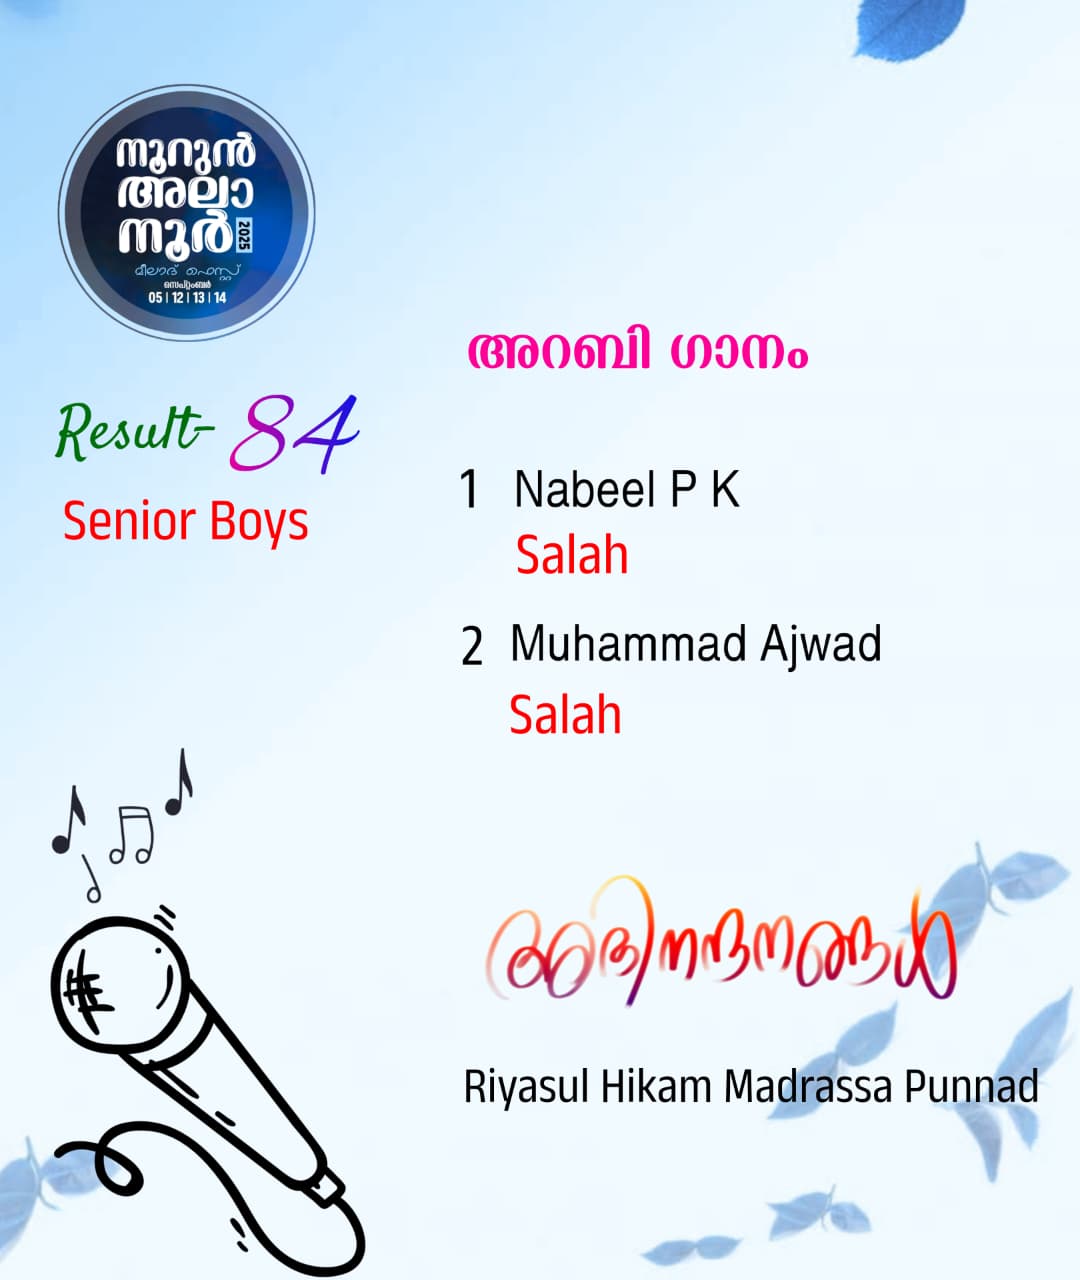 നൂറുൻ
അലാ
നൂർ
2025
മീലാദ് ഫെസ്റ്റ്
സെപ്റ്റംബർ
05 | 12 | 13 | 14
Result- 84
Senior Boys
അറബി ഗാനം
1 Nabeel P K
Salah
2 Muhammad Ajwad
Salah
അഭിനന്ദനങ്ങൾ
Riyasul Hikam Madrassa Punnad